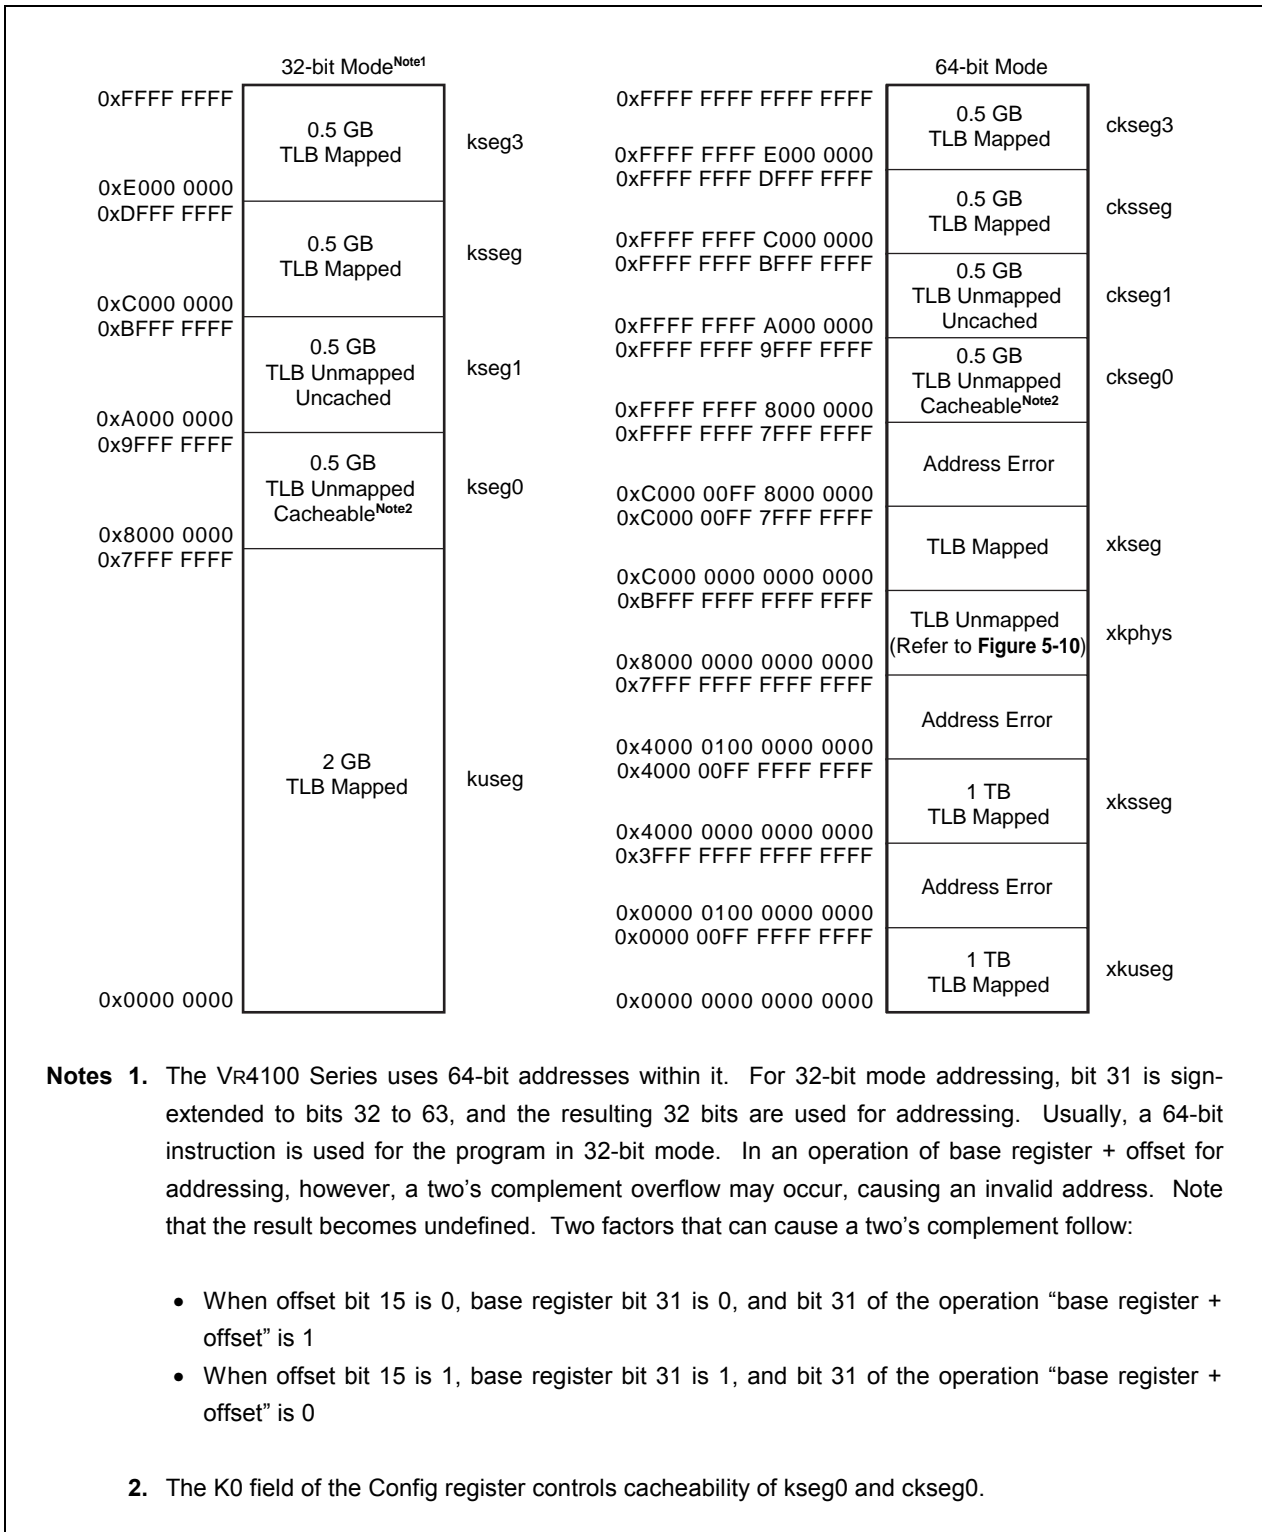 32-bit Mode Note1
0xFFFF FFFF
0.5 GB
TLB Mapped
kseg3
0xE000 0000
0xDFFF FFFF
0.5 GB
TLB Mapped
ksseg
0xC000 0000
0xBFFF FFFF
0.5 GB
TLB Unmapped
Uncached
kseg1
0xA000 0000
0x9FFF FFFF
0.5 GB
TLB Unmapped
Cacheable Note2
kseg0
0x8000 0000
0x7FFF FFFF
2 GB
TLB Mapped
kuseg
0x0000 0000
64-bit Mode
0xFFFF FFFF FFFF FFFF
0.5 GB
TLB Mapped
ckseg3
0xFFFF FFFF E000 0000
0xFFFF FFFF DFFF FFFF
0.5 GB
TLB Mapped
cksseg
0xFFFF FFFF C000 0000
0xFFFF FFFF BFFF FFFF
0.5 GB
TLB Unmapped
Uncached
ckseg1
0xFFFF FFFF A000 0000
0xFFFF FFFF 9FFF FFFF
0.5 GB
TLB Unmapped
Cacheable Note2
ckseg0
0xFFFF FFFF 8000 0000
0xFFFF FFFF 7FFF FFFF
Address Error
0xC000 00FF 8000 0000
0xC000 00FF 7FFF FFFF
TLB Mapped
xkseg
0xC000 0000 0000 0000
0xBFFF FFFF FFFF FFFF
TLB Unmapped
(Refer to Figure 5-10)
xkphys
0x8000 0000 0000 0000
0x7FFF FFFF FFFF FFFF
Address Error
0x4000 0100 0000 0000
0x4000 00FF FFFF FFFF
1 TB
TLB Mapped
xksseg
0x4000 0000 0000 0000
0x3FFF FFFF FFFF FFFF
Address Error
0x0000 0100 0000 0000
0x0000 00FF FFFF FFFF
1 TB
TLB Mapped
xkuseg
0x0000 0000 0000 0000
Notes 1. The VR4100 Series uses 64-bit addresses within it. For 32-bit mode addressing, bit 31 is sign-
extended to bits 32 to 63, and the resulting 32 bits are used for addressing. Usually, a 64-bit
instruction is used for the program in 32-bit mode. In an operation of base register + offset for
addressing, however, a two's complement overflow may occur, causing an invalid address. Note
that the result becomes undefined. Two factors that can cause a two's complement follow:
• When offset bit 15 is 0, base register bit 31 is 0, and bit 31 of the operation “base register +
offset” is 1
• When offset bit 15 is 1, base register bit 31 is 1, and bit 31 of the operation “base register +
offset” is 0
2. The K0 field of the Config register controls cacheability of kseg0 and ckseg0.